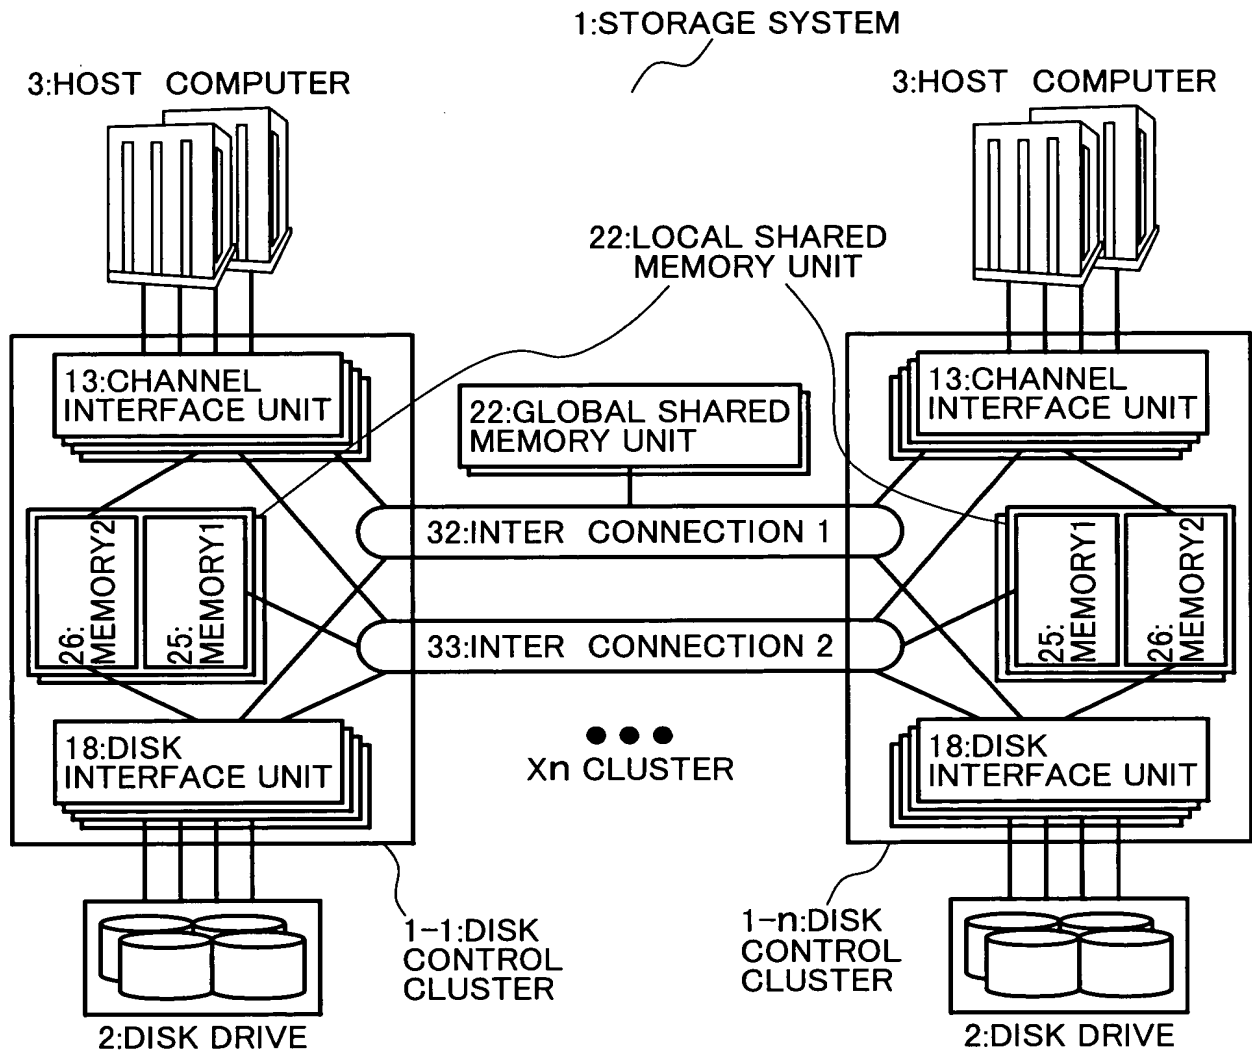 1:STORAGE SYSTEM
3:HOST COMPUTER
3:HOST COMPUTER
22:LOCAL SHARED
MEMORY UNIT
13:CHANNEL
INTERFACE UNIT
22:GLOBAL SHARED
MEMORY UNIT
13:CHANNEL
INTERFACE UNIT
26:
MEMORY2
25:
MEMORY1
32:INTER CONNECTION 1
33:INTER CONNECTION 2
25:
MEMORY1
26:
MEMORY2
18:DISK
INTERFACE UNIT
Xn CLUSTER
18:DISK
INTERFACE UNIT
1-1:DISK
CONTROL
CLUSTER
1-n:DISK
CONTROL
CLUSTER
2:DISK DRIVE
2:DISK DRIVE